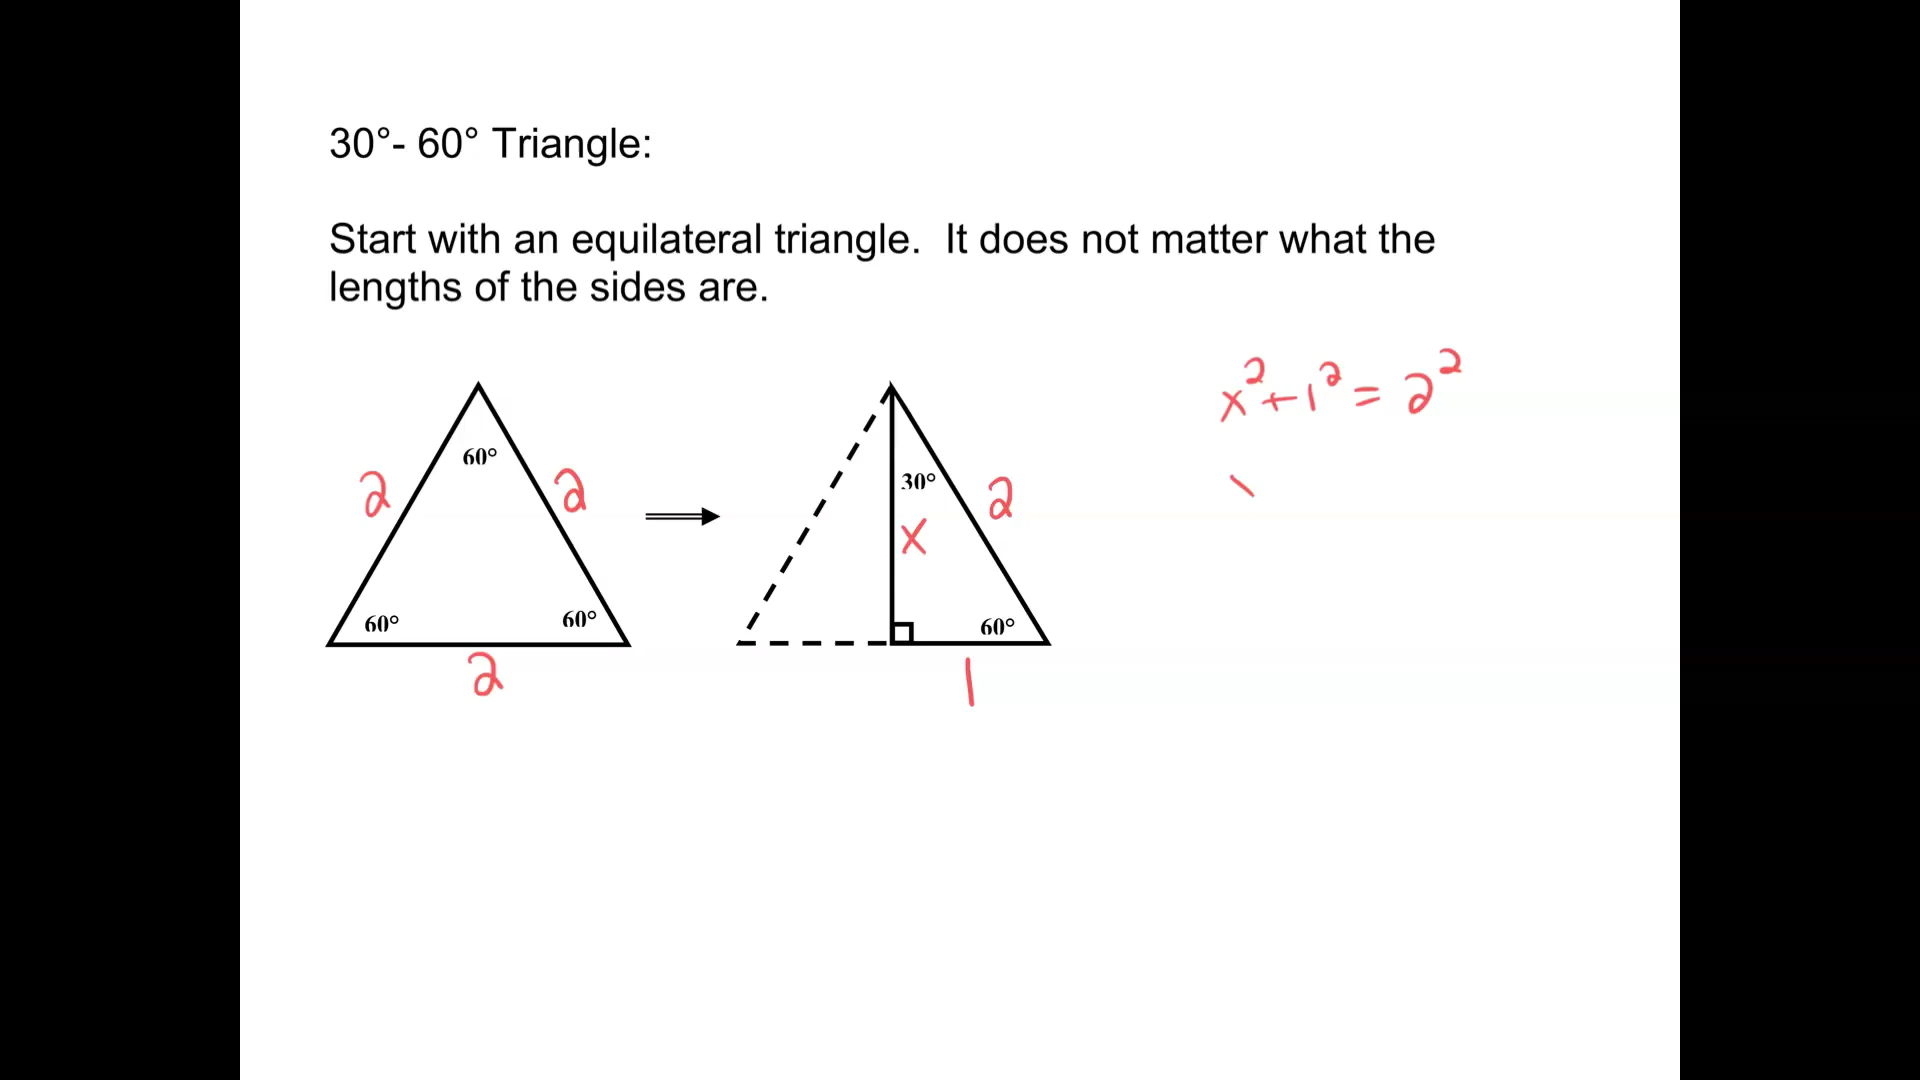 30°- 60° Triangle:
Start with an equilateral triangle. It does not matter what the
lengths of the sides are.
x²+1²=2²
60°
2
2
60°
60°
2
30°
x
2
60°
1